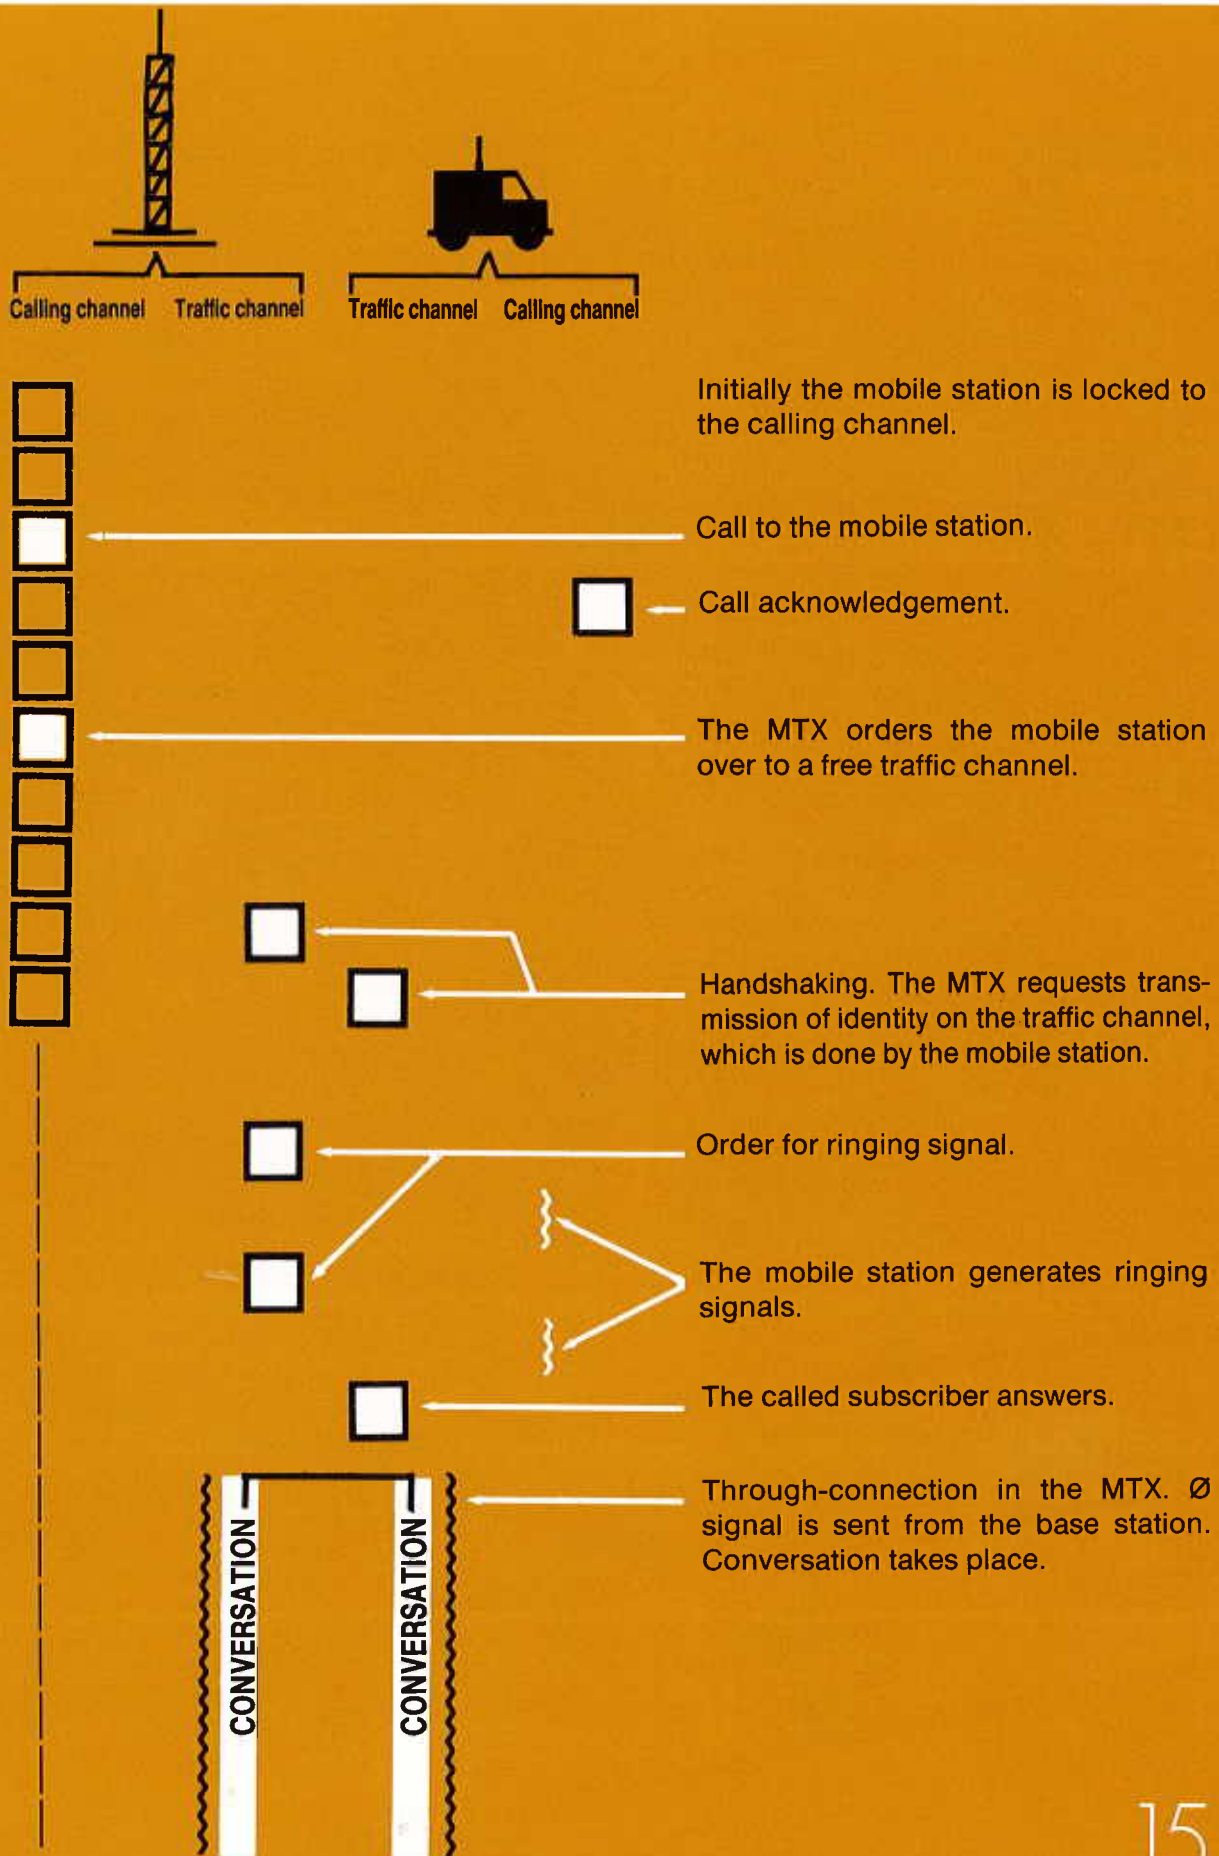 Calling channel Traffic channel Traffic channel Calling channel
Initially the mobile station is locked to
the calling channel.
Call to the mobile station.
Call acknowledgement.
The MTX orders the mobile station
over to a free traffic channel.
Handshaking. The MTX requests trans-
mission of identity on the traffic channel,
which is done by the mobile station.
Order for ringing signal.
The mobile station generates ringing
signals.
The called subscriber answers.
Through-connection in the MTX. Ø
signal is sent from the base station.
Conversation takes place.
CONVERSATION
CONVERSATION
15